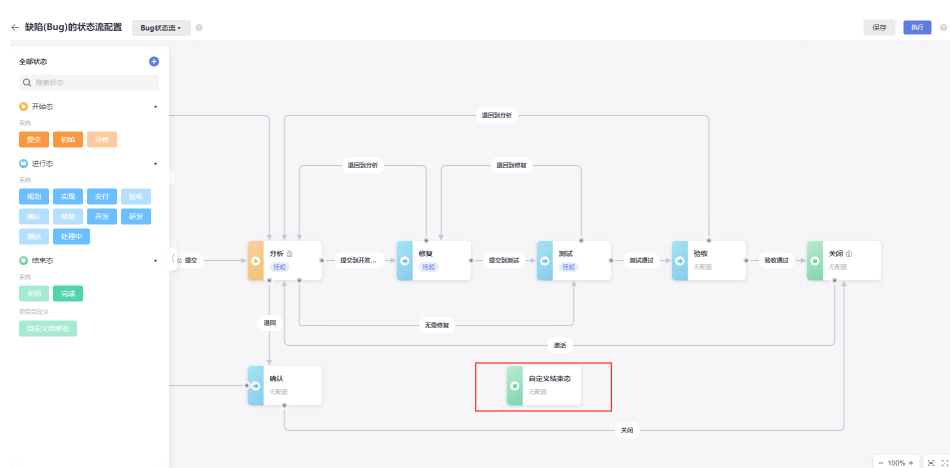 缺陷(Bug)的状态流配置
Bug状态流
保存
执行
全部状态
搜索状态
开始态
系统
提交 初始 分析
进行态
系统
规划 实现 交付 验收
确认 修复 开发 研发
测试 处理中
结束态
系统
关闭 完成
项目自定义
自定义结束态
退回到分析
退回到分析
退回到修复
提交
分析
挂起
提交到开发...
修复
挂起
提交到测试
测试
挂起
测试通过
验收
无配置
验收通过
关闭
无配置
退回
无需修复
激活
确认
无配置
自定义结束态
无配置
关闭
- 100% +